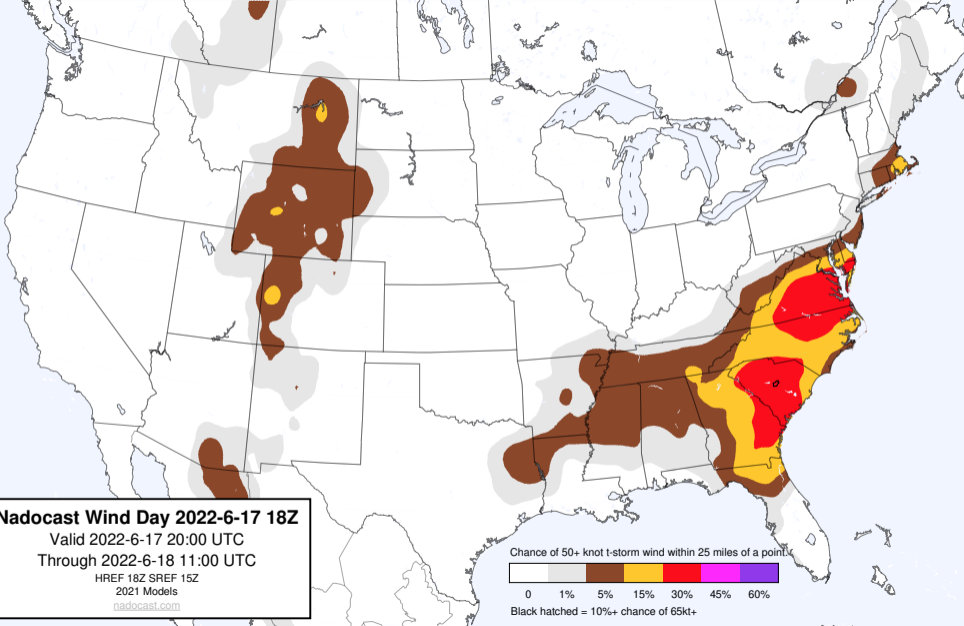 Nadocast Wind Day 2022-6-17 18Z
Valid 2022-6-17 20:00 UTC
Through 2022-6-18 11:00 UTC
HREF 18Z SREF 15Z
2021 Models
nadocast.com
Chance of 50+ knot t-storm wind within 25 miles of a point.
0 1% 5% 15% 30% 45% 60%
Black hatched = 10%+ chance of 65kt+